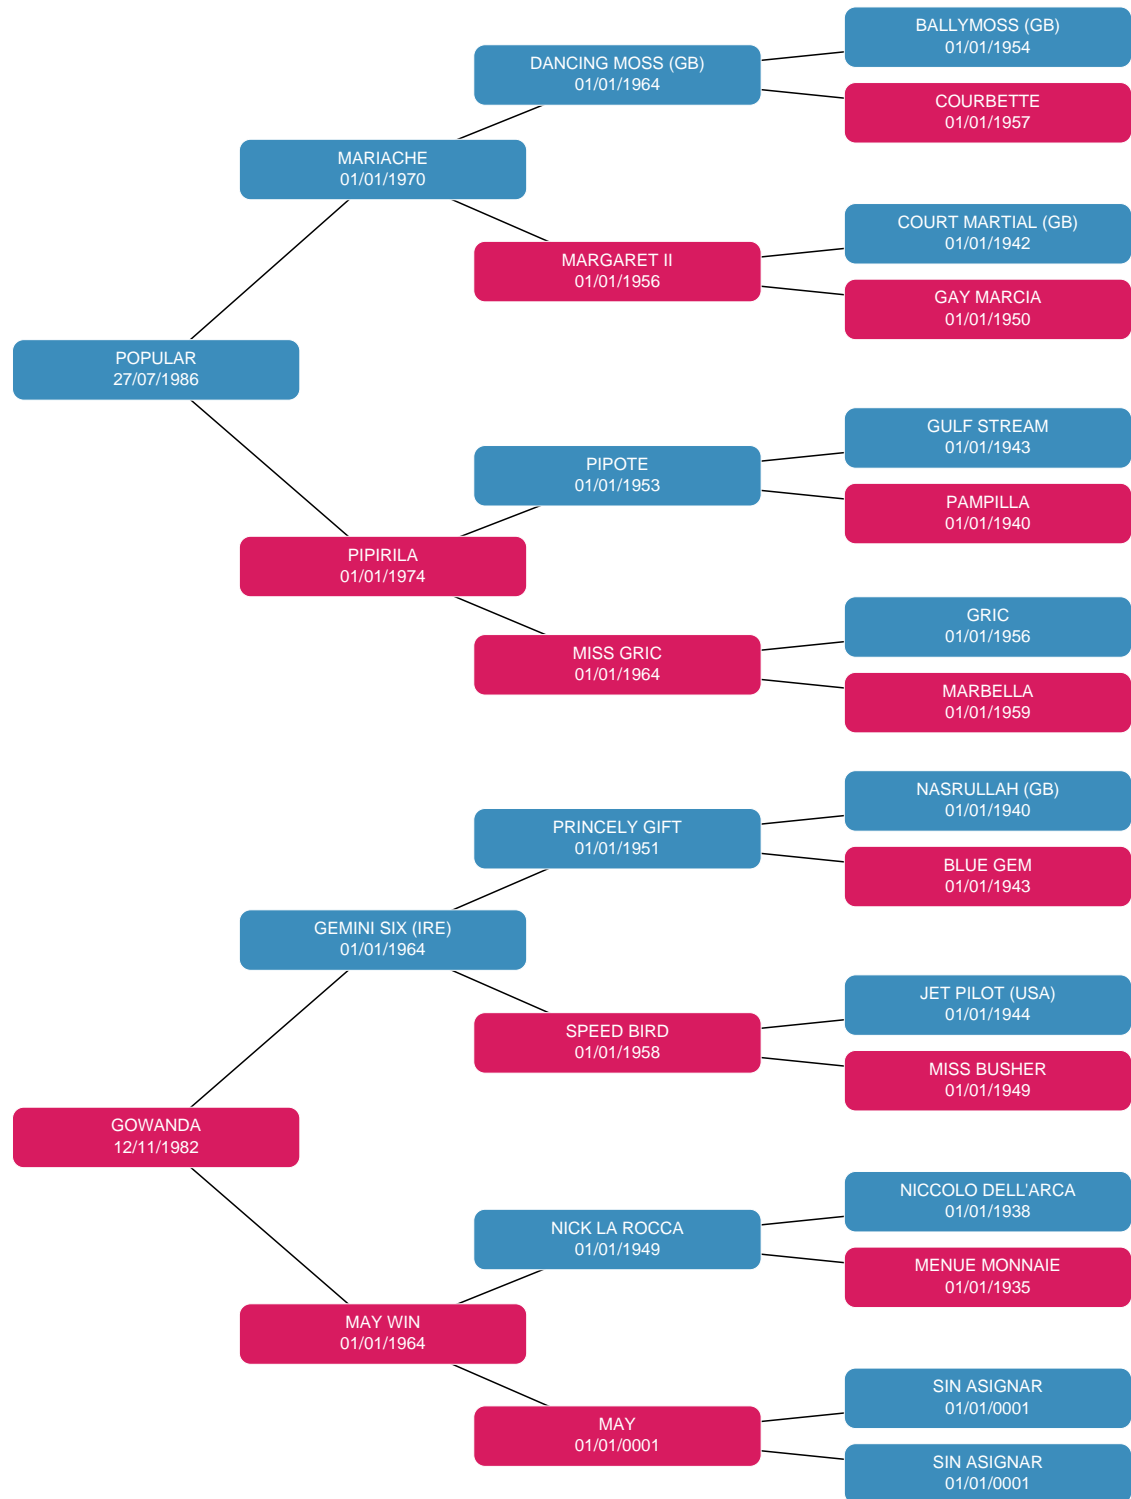 BALLYMOSS (GB)
01/01/1954
DANCING MOSS (GB)
01/01/1964
COURBETTE
01/01/1957
MARIACHE
01/01/1970
COURT MARTIAL (GB)
01/01/1942
MARGARET II
01/01/1956
GAY MARCIA
01/01/1950
POPULAR
27/07/1986
GULF STREAM
01/01/1943
PIPOTE
01/01/1953
PAMPILLA
01/01/1940
PIPIRILA
01/01/1974
GRIC
01/01/1956
MISS GRIC
01/01/1964
MARBELLA
01/01/1959
NASRULLAH (GB)
01/01/1940
PRINCELY GIFT
01/01/1951
BLUE GEM
01/01/1943
GEMINI SIX (IRE)
01/01/1964
JET PILOT (USA)
01/01/1944
SPEED BIRD
01/01/1958
MISS BUSHER
01/01/1949
GOWANDA
12/11/1982
NICCOLO DELL'ARCA
01/01/1938
NICK LA ROCCA
01/01/1949
MENUE MONNAIE
01/01/1935
MAY WIN
01/01/1964
SIN ASIGNAR
01/01/0001
MAY
01/01/0001
SIN ASIGNAR
01/01/0001